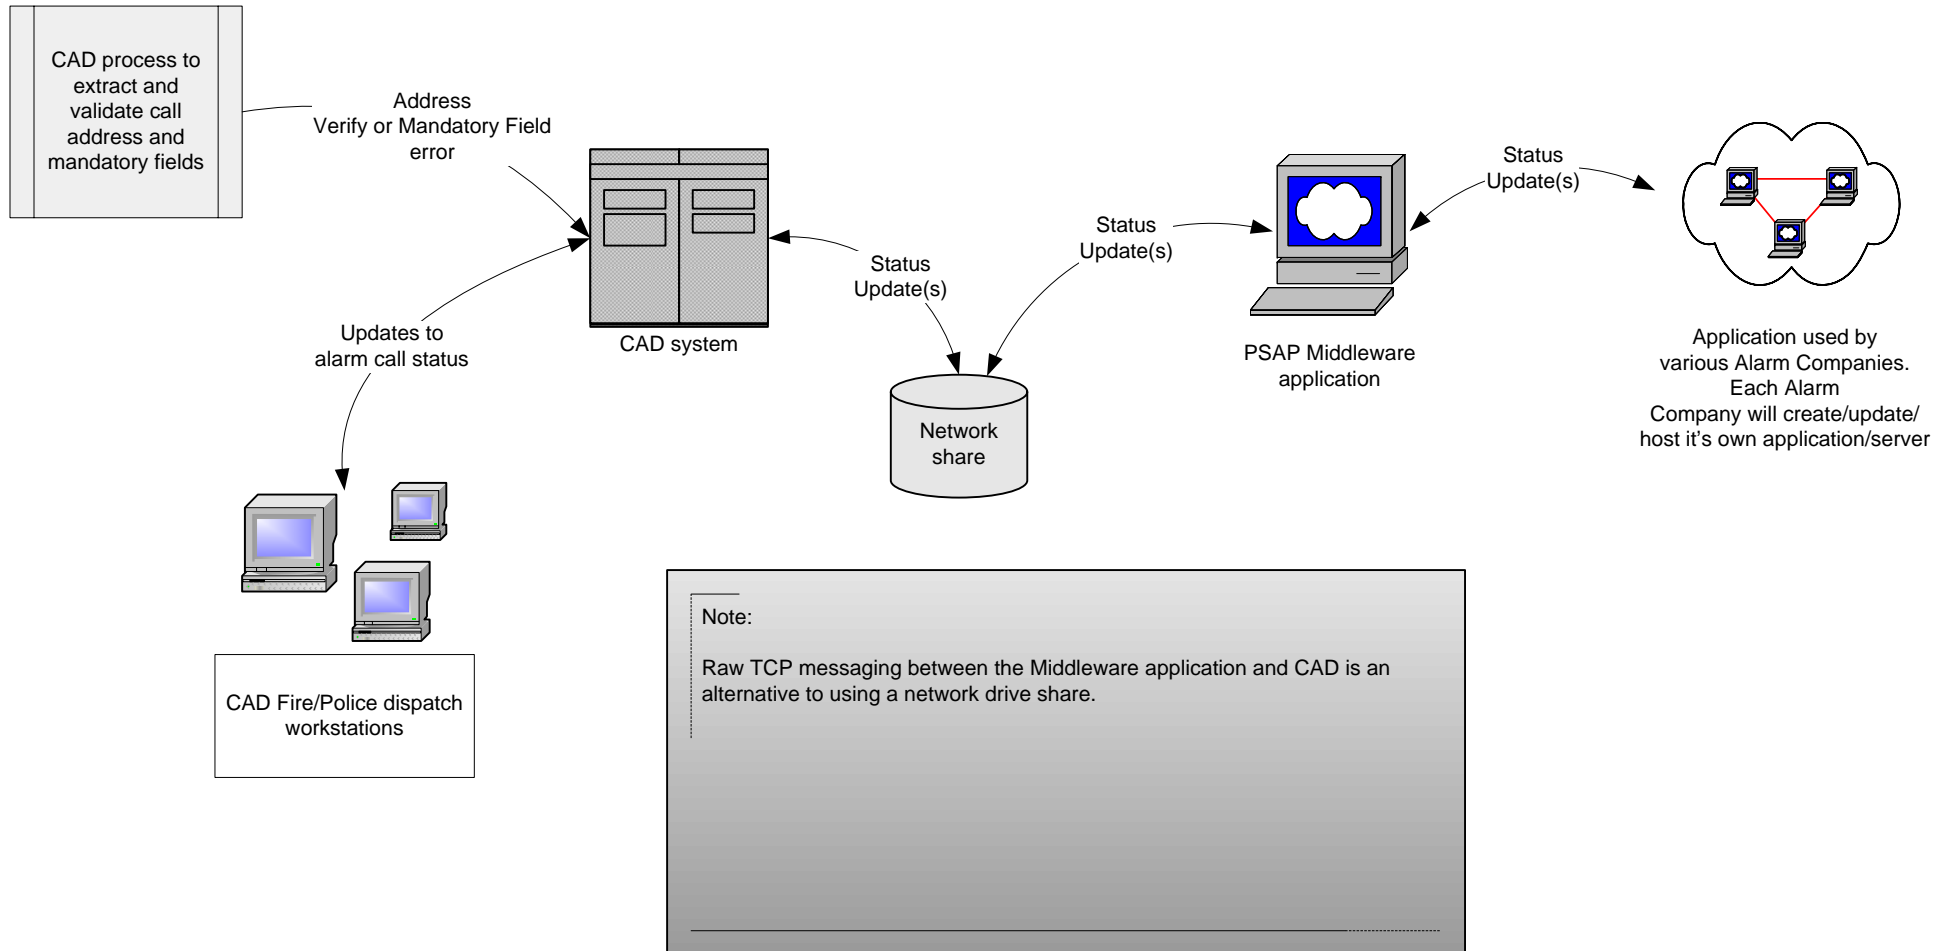 CAD process to
extract and
validate call
address and
mandatory fields
Address
Verify or Mandatory Field
error
Updates to
alarm call status
CAD system
Status
Update(s)
Network
share
Status
Update(s)
PSAP Middleware
application
Status
Update(s)
Application used by
various Alarm Companies.
Each Alarm
Company will create/update/
host it's own application/server
CAD Fire/Police dispatch
workstations
Note:
Raw TCP messaging between the Middleware application and CAD is an
alternative to using a network drive share.